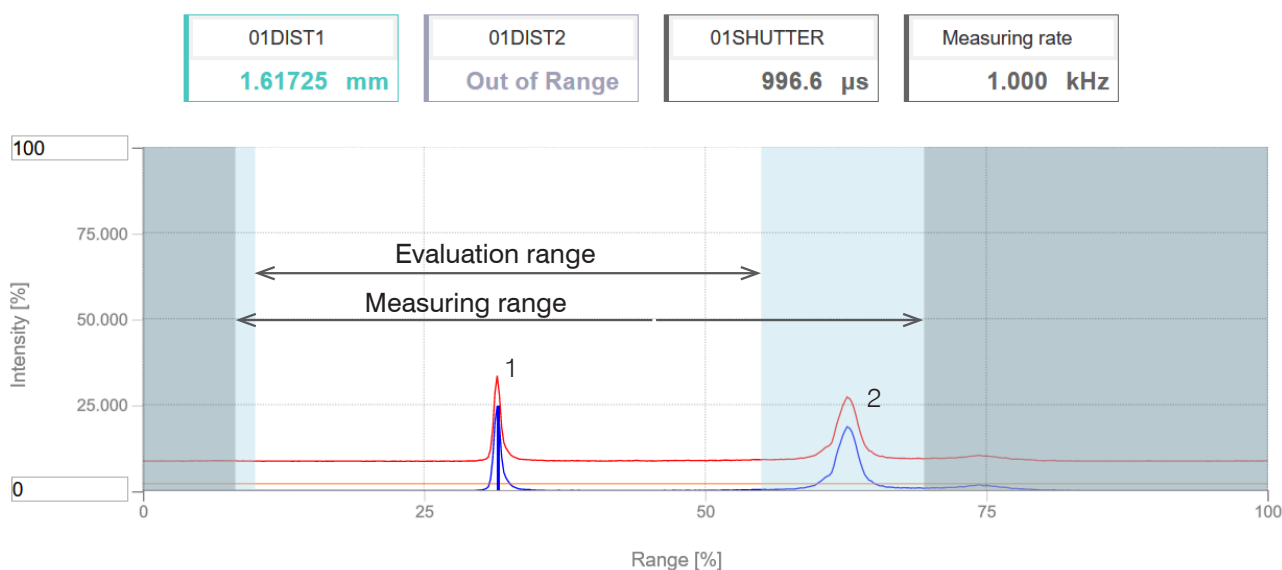 01DIST1 01DIST2 01SHUTTER Measuring rate
1.61725 mm Out of Range 996.6 µs 1.000 kHz
100
75.000
Evaluation range
Measuring range
50.000
1
2
25.000
0
0 25 50 75 100
Intensity [%]
Range [%]